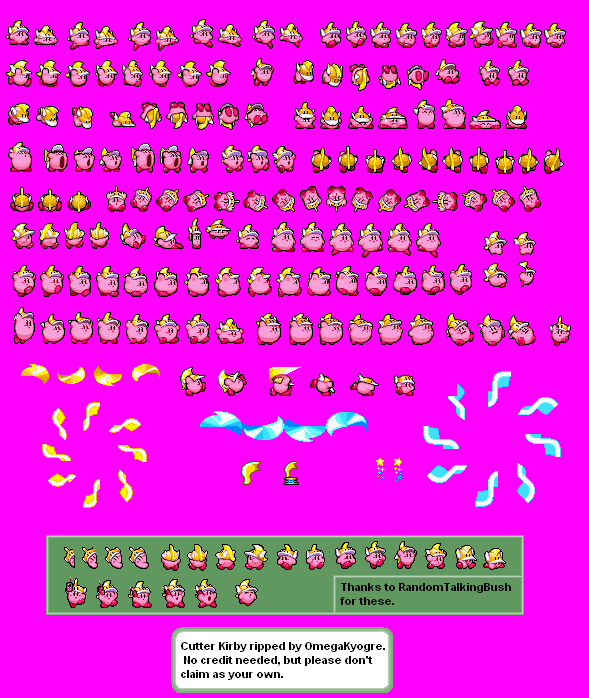 Thanks to RandomTalkingBush
for these.
Cutter Kirby ripped by OmegaKyogre.
No credit needed, but please don't
claim as your own.